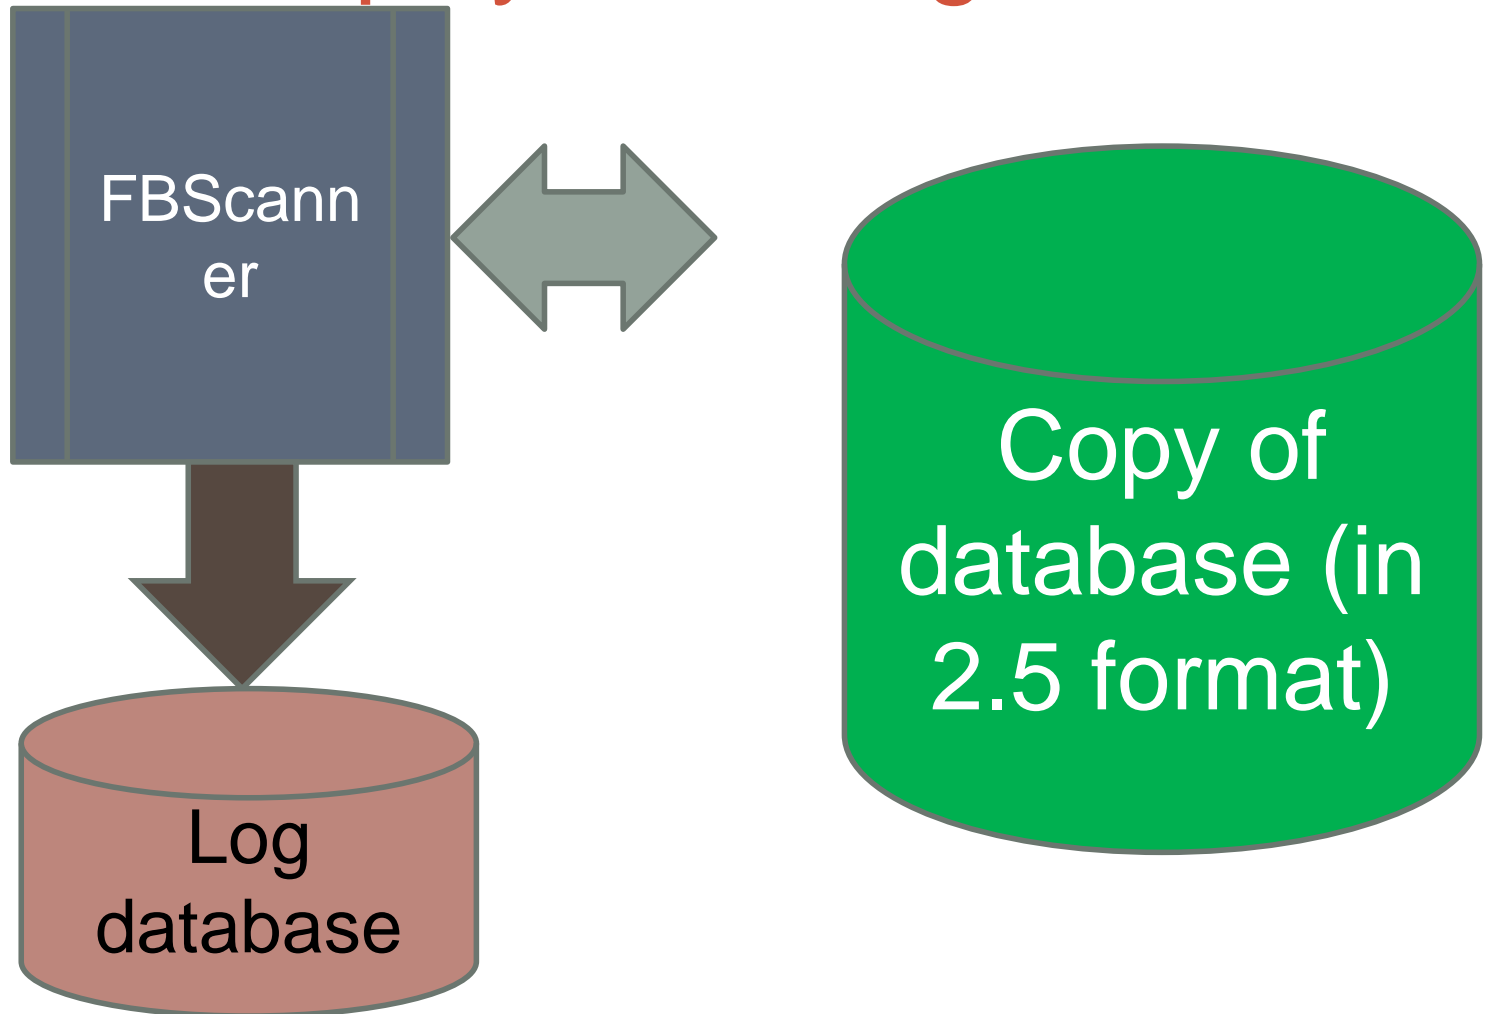 FBScann
er
Copy of
database (in
2.5 format)
Log
database